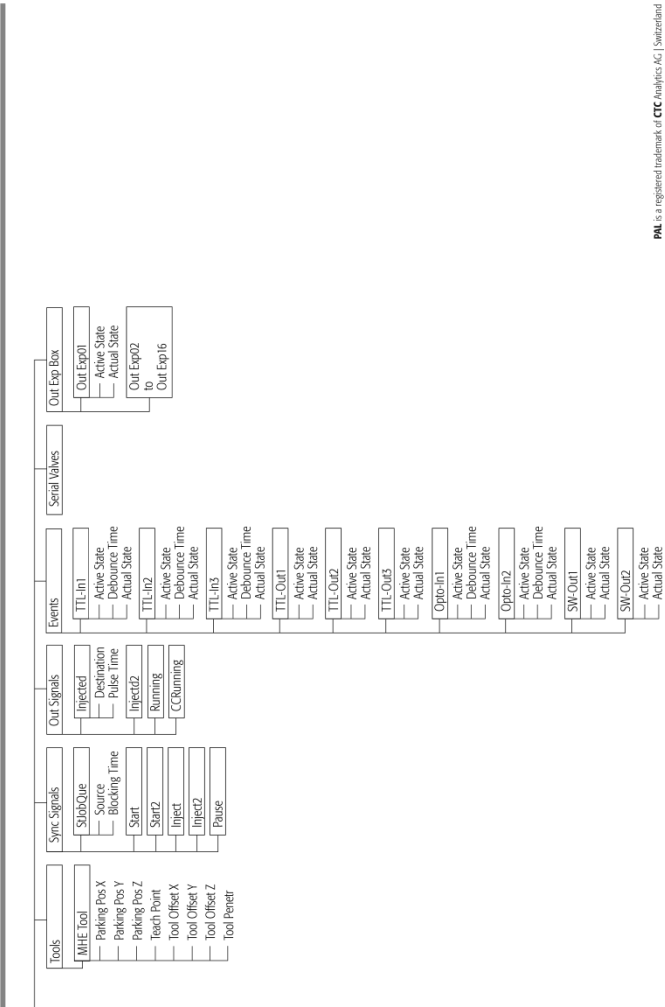 Tools
MHE Tool
Parking Pos X
Parking Pos Y
Parking Pos Z
Teach Point
Tool Offset X
Tool Offset Y
Tool Offset Z
Tool Penetr
Sync Signals
StJobQue
Source
Blocking Time
Start
Start2
Inject
Inject2
Pause
Out Signals
Injected
Destination
Pulse Time
Injectd2
Running
CCRunning
Events
TTL-In1
Active State
Debounce Time
Actual State
TTL-In2
Active State
Debounce Time
Actual State
TTL-In3
Active State
Debounce Time
Actual State
TTL-Out1
Active State
Actual State
TTL-Out2
Active State
Actual State
TTL-Out3
Active State
Actual State
Opto-In1
Active State
Debounce Time
Actual State
Opto-In2
Active State
Debounce Time
Actual State
SW-Out1
Active State
Actual State
SW-Out2
Active State
Actual State
Serial Valves
Out Exp Box
Out Exp01
Active State
Actual State
Out Exp02
to
Out Exp16
PAL is a registered trademark of CTC Analytics AG | Switzerland